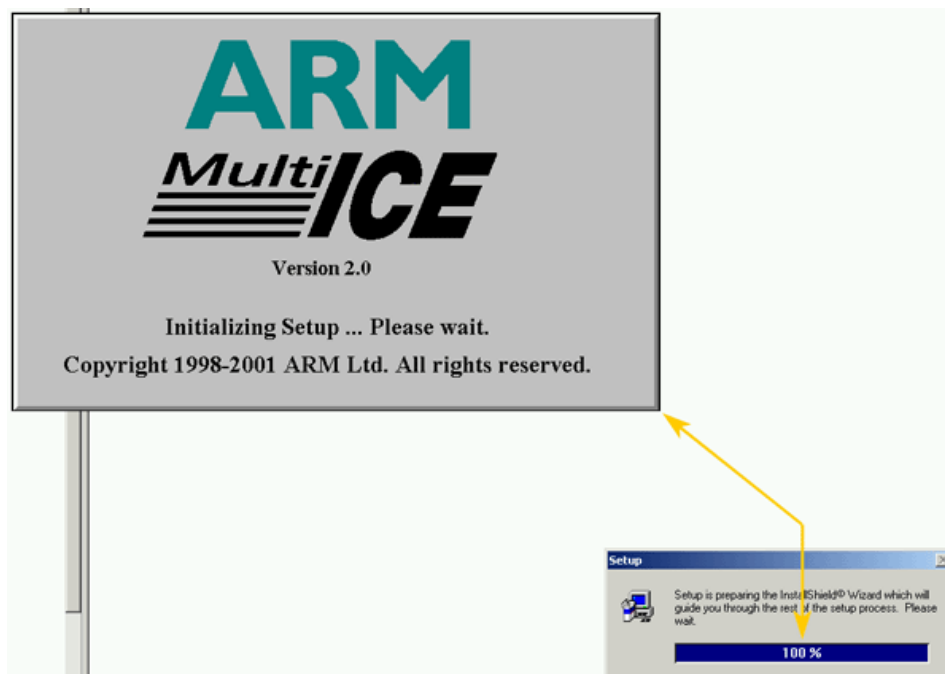 ARM
Multi ICE
Version 2.0
Initializing Setup ... Please wait.
Copyright 1998-2001 ARM Ltd. All rights reserved.
Setup
Setup is preparing the InstallShield® Wizard which will
guide you through the rest of the setup process. Please
wait.
100 %